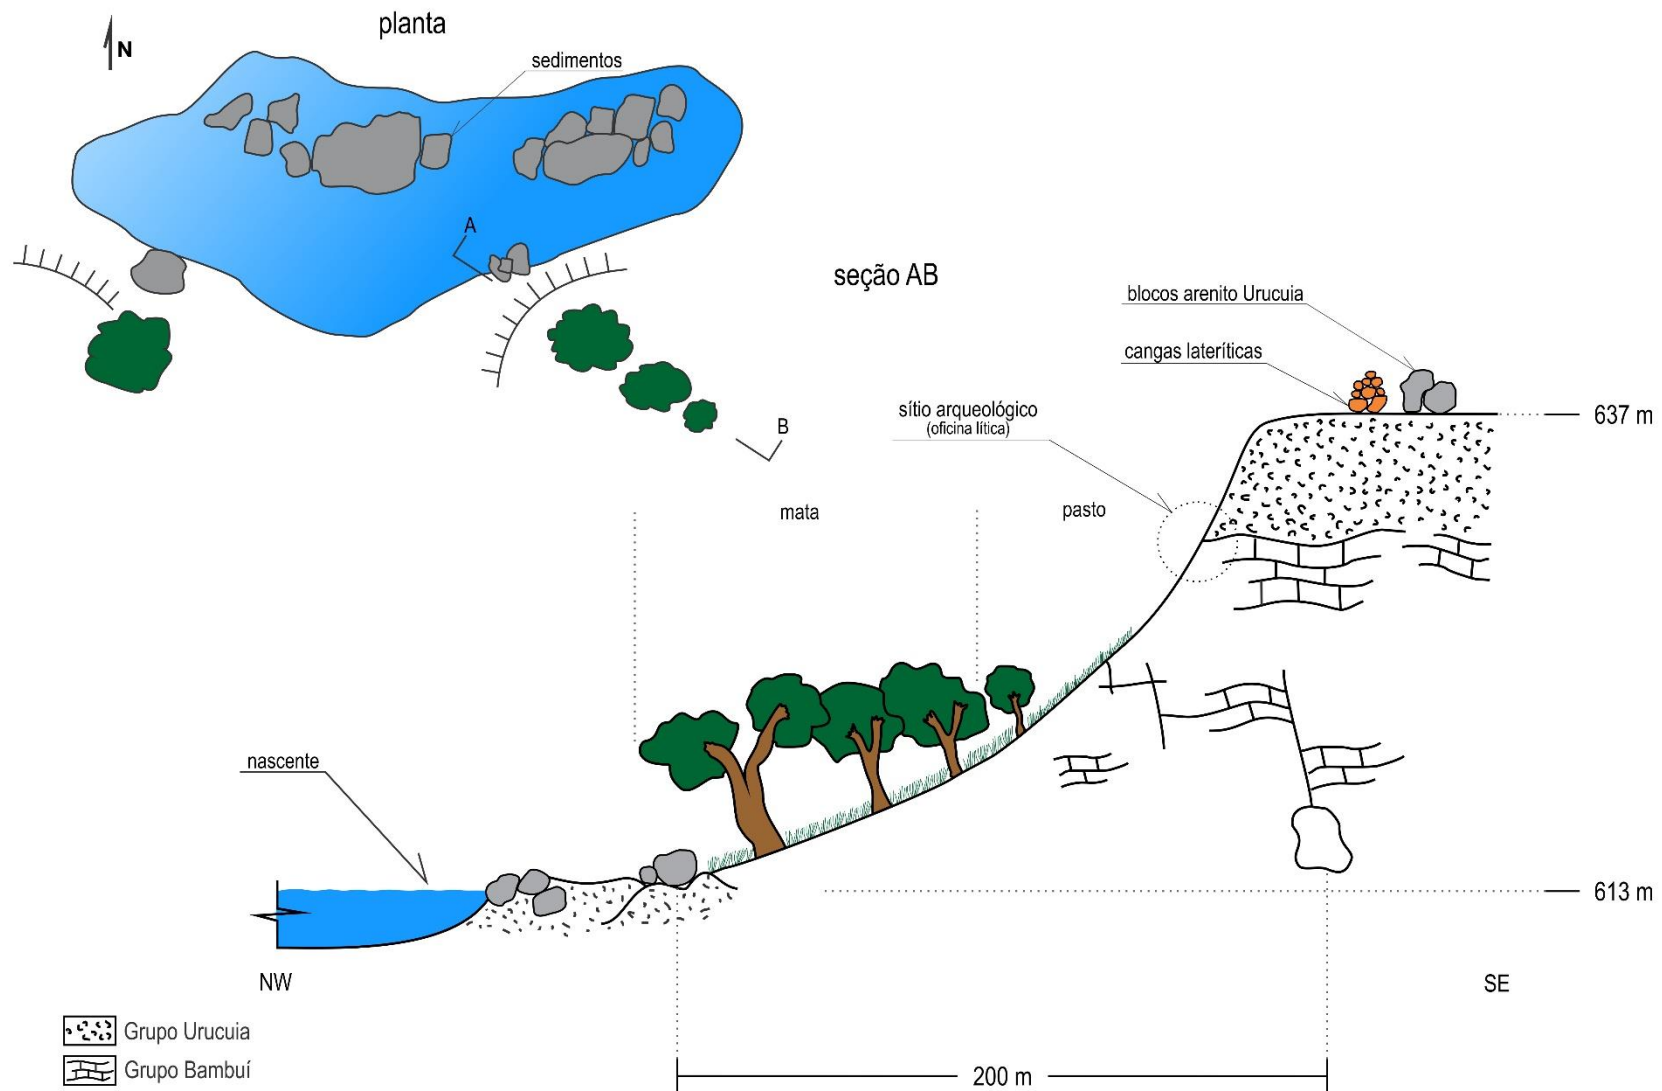 planta
N
sedimentos
A
seção AB
blocos arenito Urucuia
cangas lateríticas
sítio arqueológico
(oficina lítica)
637 m
B
mata
pasto
nascente
613 m
NW
SE
Grupo Urucuia
Grupo Bambuí
200 m